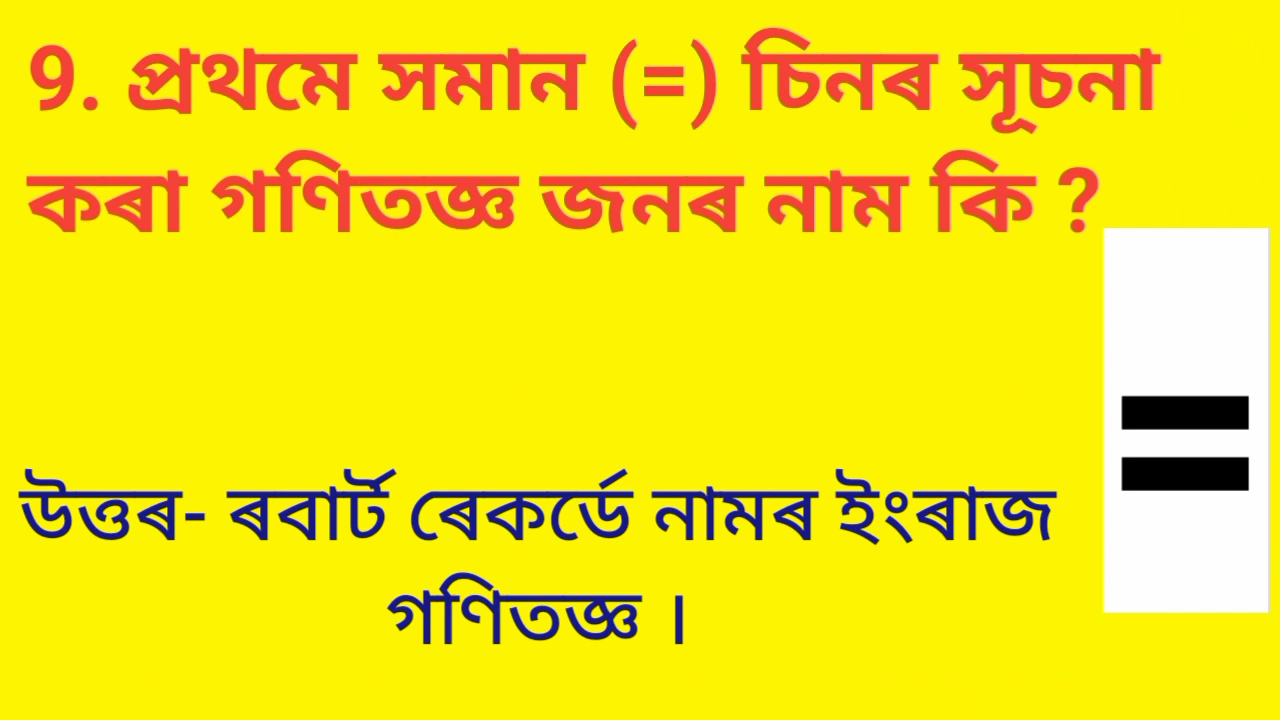 9. প্ৰথমে সমান (=) চিনৰ সূচনা
কৰা গণিতজ্ঞ জনৰ নাম কি ?
উত্তৰ- ৰবাৰ্ট ৰেকৰ্ডে নামৰ ইংৰাজ
গণিতজ্ঞ ।
=